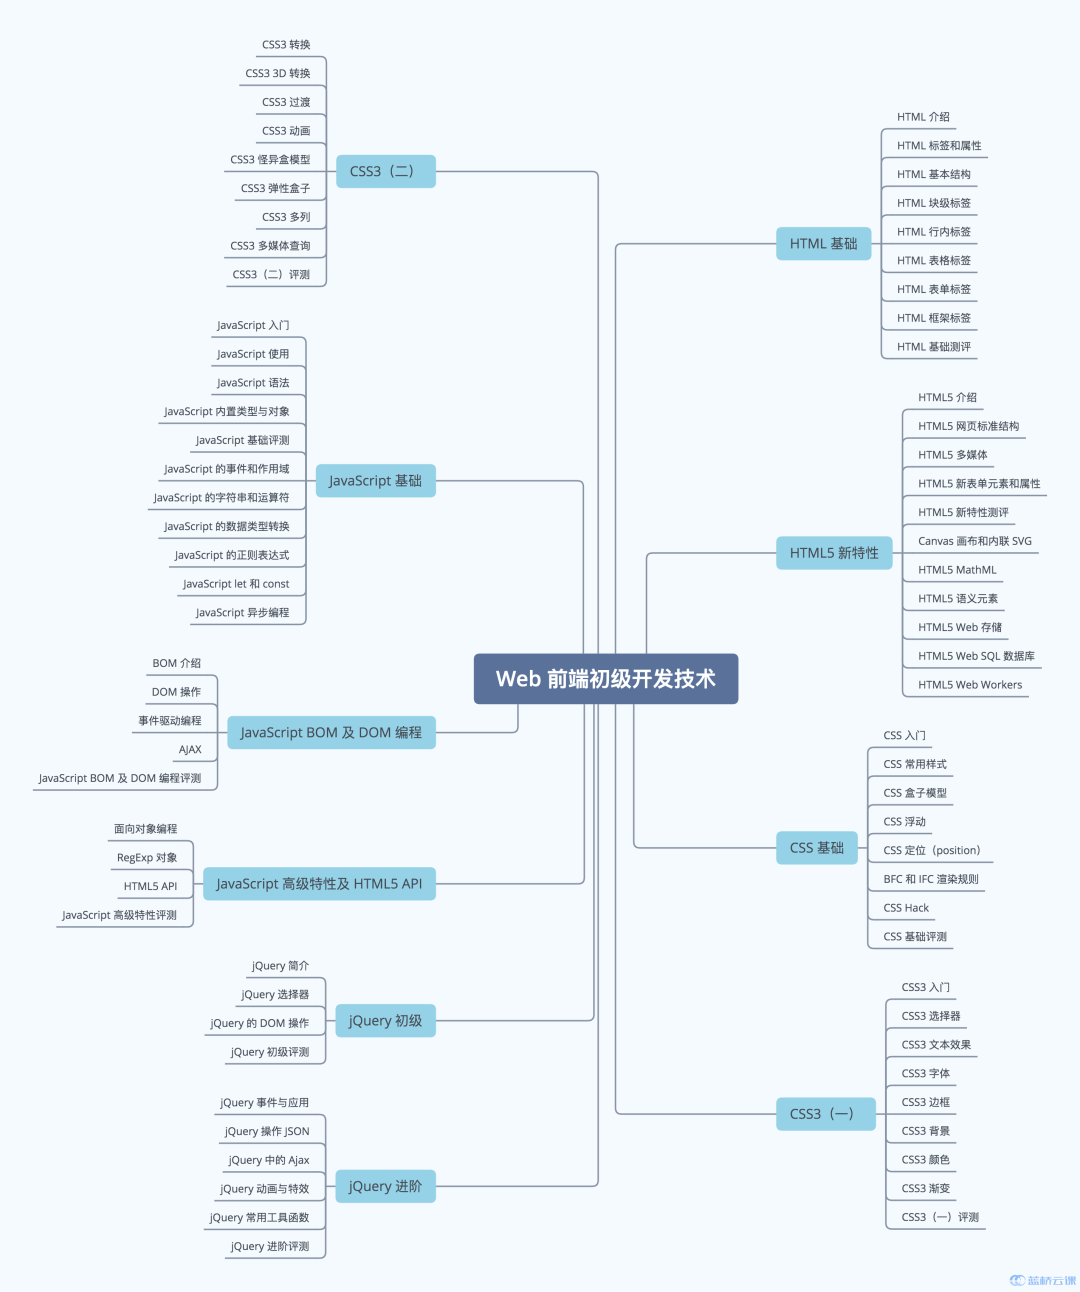 Web 前端初级开发技术
HTML 基础
HTML 介绍
HTML 标签和属性
HTML 基本结构
HTML 块级标签
HTML 行内标签
HTML 表格标签
HTML 表单标签
HTML 框架标签
HTML 基础测评
HTML5 新特性
HTML5 介绍
HTML5 网页标准结构
HTML5 多媒体
HTML5 新表单元素和属性
HTML5 新特性测评
Canvas 画布和内联 SVG
HTML5 MathML
HTML5 语义元素
HTML5 Web 存储
HTML5 Web SQL 数据库
HTML5 Web Workers
CSS 基础
CSS 入门
CSS 常用样式
CSS 盒子模型
CSS 浮动
CSS 定位（position）
BFC 和 IFC 渲染规则
CSS Hack
CSS 基础评测
CSS3（一）
CSS3 入门
CSS3 选择器
CSS3 文本效果
CSS3 字体
CSS3 边框
CSS3 背景
CSS3 颜色
CSS3 渐变
CSS3（一）评测
CSS3（二）
CSS3 转换
CSS3 3D 转换
CSS3 过渡
CSS3 动画
CSS3 怪异盒模型
CSS3 弹性盒子
CSS3 多列
CSS3 多媒体查询
CSS3（二）评测
JavaScript 基础
JavaScript 入门
JavaScript 使用
JavaScript 语法
JavaScript 内置类型与对象
JavaScript 基础评测
JavaScript 的事件和作用域
JavaScript 的字符串和运算符
JavaScript 的数据类型转换
JavaScript 的正则表达式
JavaScript let 和 const
JavaScript 异步编程
JavaScript BOM 及 DOM 编程
BOM 介绍
DOM 操作
事件驱动编程
AJAX
JavaScript BOM 及 DOM 编程评测
JavaScript 高级特性及 HTML5 API
面向对象编程
RegExp 对象
HTML5 API
JavaScript 高级特性评测
jQuery 初级
jQuery 简介
jQuery 选择器
jQuery 的 DOM 操作
jQuery 初级评测
jQuery 进阶
jQuery 事件与应用
jQuery 操作 JSON
jQuery 中的 Ajax
jQuery 动画与特效
jQuery 常用工具函数
jQuery 进阶评测
蓝桥云课